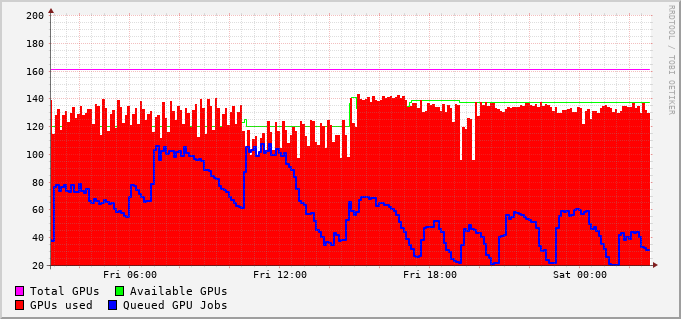 200
180
160
140
120
100
80
60
40
20
Fri 06:00 Fri 12:00 Fri 18:00 Sat 00:00
Total GPUs Available GPUs
GPUs used Queued GPU Jobs
RRDTOOL / TOBI OETIKER